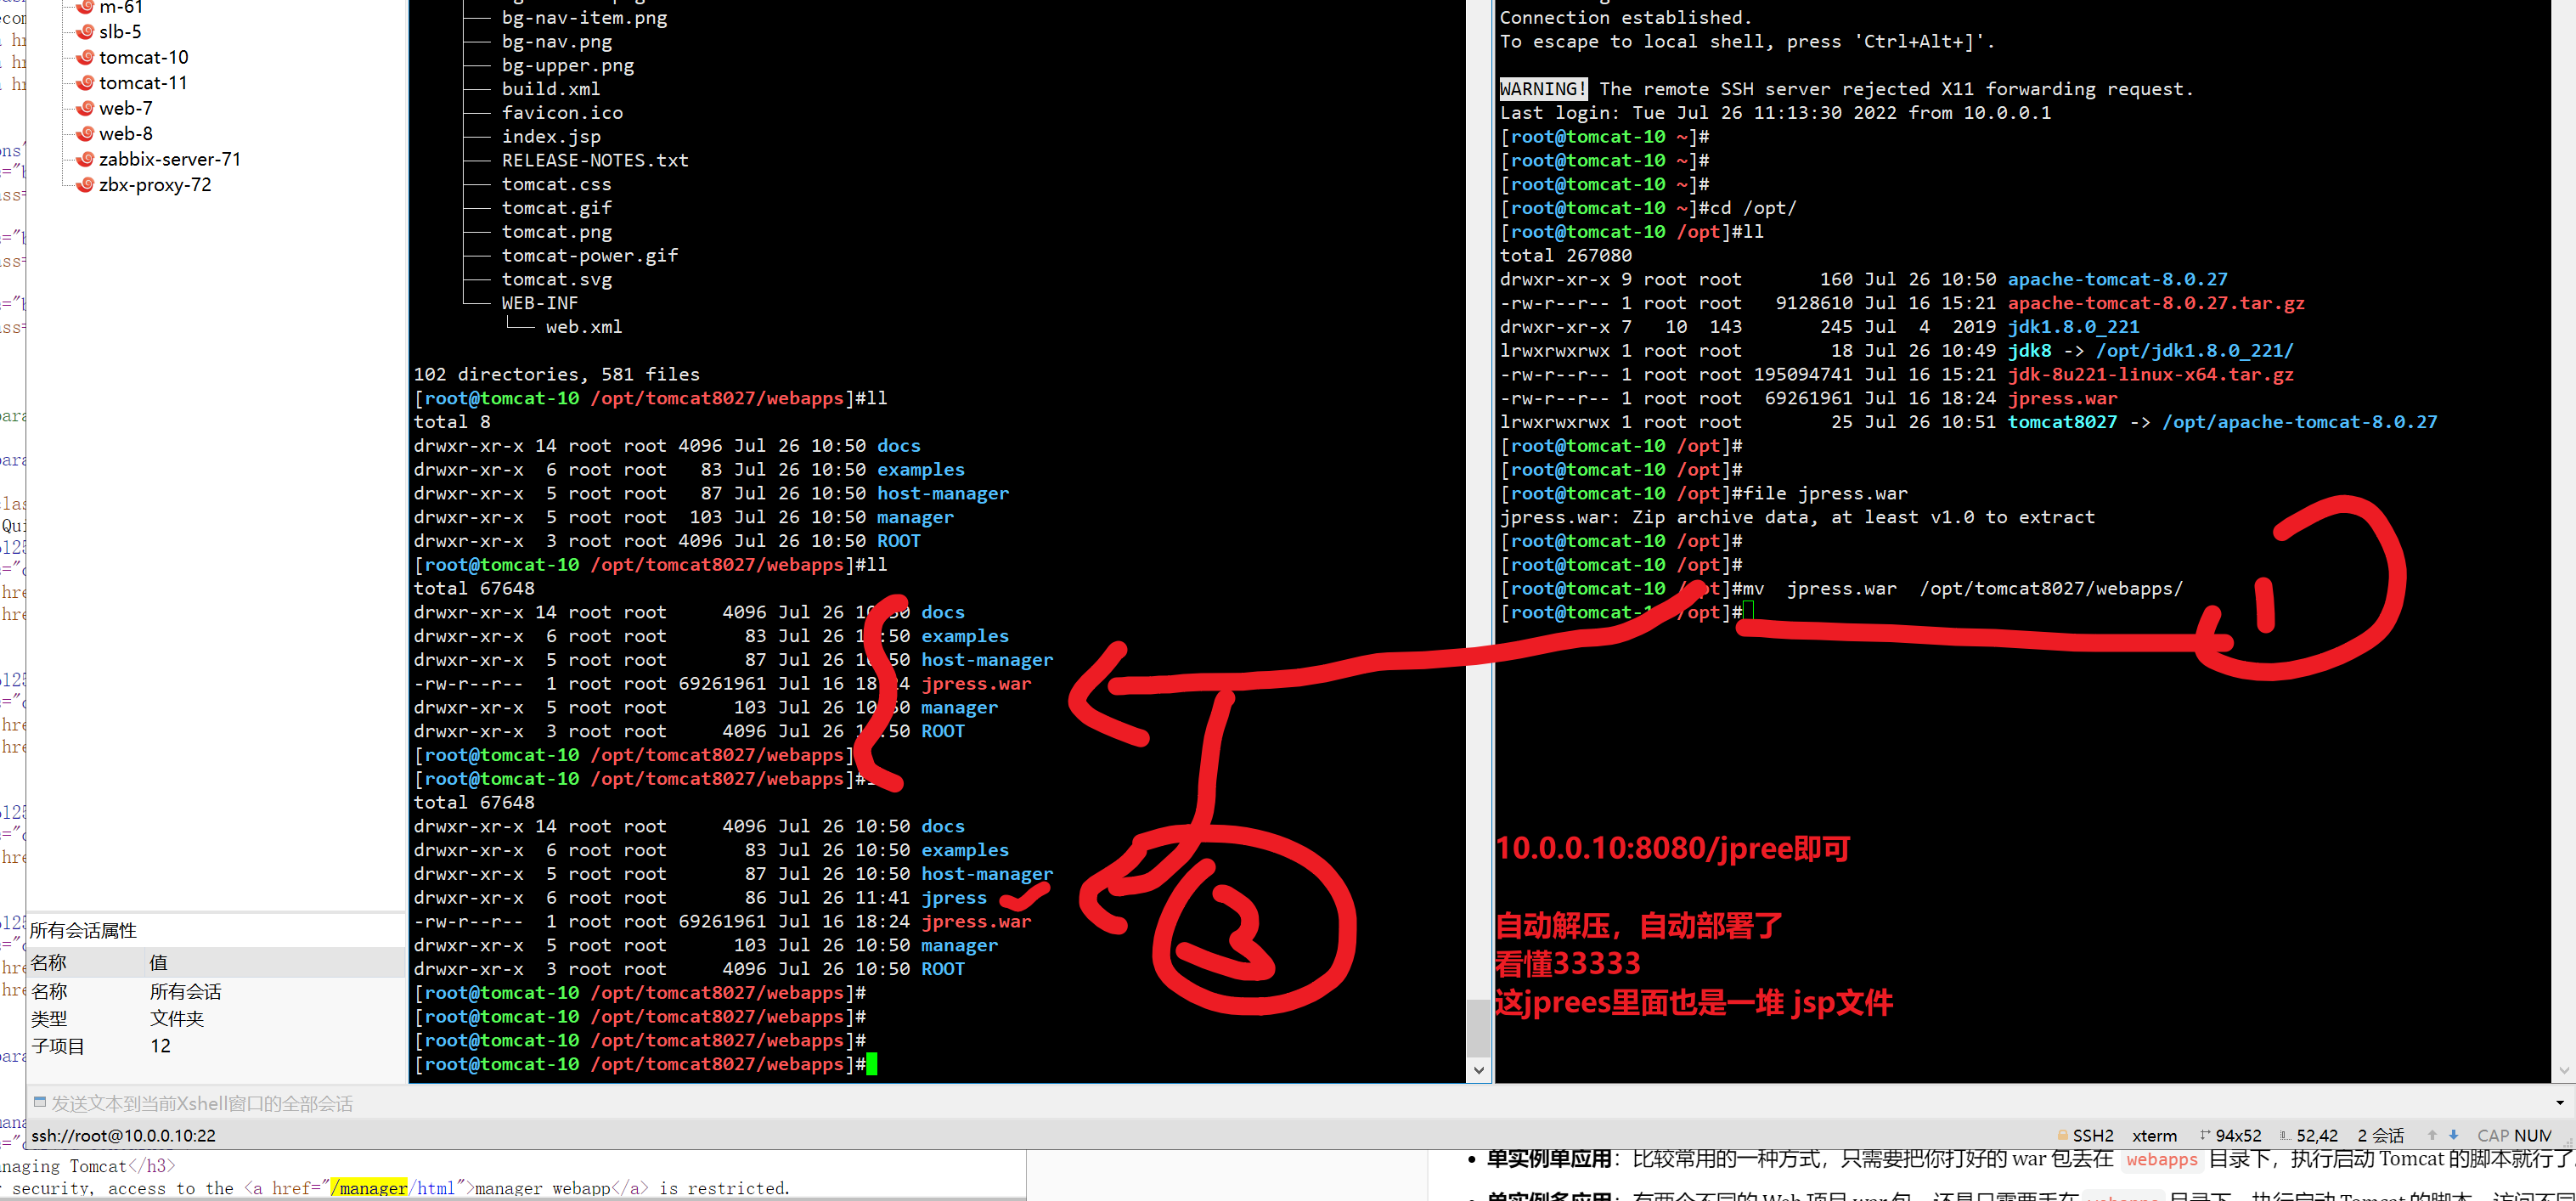 m-61
slb-5
tomcat-10
tomcat-11
web-7
web-8
zabbix-server-71
zbx-proxy-72
所有会话属性
名称 值
名称 所有会话
类型 文件夹
子项目 12
bg-nav-item.png
bg-nav.png
bg-upper.png
build.xml
favicon.ico
index.jsp
RELEASE-NOTES.txt
tomcat.css
tomcat.gif
tomcat.png
tomcat-power.gif
tomcat.svg
WEB-INF
web.xml
102 directories, 581 files
[root@tomcat-10 /opt/tomcat8027/webapps]#ll
total 8
drwxr-xr-x 14 root root 4096 Jul 26 10:50 docs
drwxr-xr-x 6 root root 83 Jul 26 10:50 examples
drwxr-xr-x 5 root root 87 Jul 26 10:50 host-manager
drwxr-xr-x 5 root root 103 Jul 26 10:50 manager
drwxr-xr-x 3 root root 4096 Jul 26 10:50 ROOT
[root@tomcat-10 /opt/tomcat8027/webapps]#ll
total 67648
drwxr-xr-x 14 root root 4096 Jul 26 docs
drwxr-xr-x 6 root root 83 Jul 26 examples
drwxr-xr-x 5 root root 87 Jul 26 host-manager
-rw-r--r-- 1 root root 69261961 Jul 16 jpress.war
drwxr-xr-x 5 root root 103 Jul 26 manager
drwxr-xr-x 3 root root 4096 Jul 26 ROOT
[root@tomcat-10 /opt/tomcat8027/webapps]
[root@tomcat-10 /opt/tomcat8027/webapps]#
total 67648
drwxr-xr-x 14 root root 4096 Jul 26 10:50 docs
drwxr-xr-x 6 root root 83 Jul 26 10:50 examples
drwxr-xr-x 5 root root 87 Jul 26 10:50 host-manager
drwxr-xr-x 6 root root 86 Jul 26 11:41 jpress
-rw-r--r-- 1 root root 69261961 Jul 16 18:24 jpress.war
drwxr-xr-x 5 root root 103 Jul 26 10:50 manager
drwxr-xr-x 3 root root 4096 Jul 26 10:50 ROOT
[root@tomcat-10 /opt/tomcat8027/webapps]#
[root@tomcat-10 /opt/tomcat8027/webapps]#
[root@tomcat-10 /opt/tomcat8027/webapps]#
[root@tomcat-10 /opt/tomcat8027/webapps]#
Connection established.
To escape to local shell, press 'Ctrl+Alt+]'.
WARNING! The remote SSH server rejected X11 forwarding request.
Last login: Tue Jul 26 11:13:30 2022 from 10.0.0.1
[root@tomcat-10 ~]#
[root@tomcat-10 ~]#
[root@tomcat-10 ~]#
[root@tomcat-10 ~]#cd /opt/
[root@tomcat-10 /opt]#ll
total 267080
drwxr-xr-x 9 root root 160 Jul 26 10:50 apache-tomcat-8.0.27
-rw-r--r-- 1 root root 9128610 Jul 16 15:21 apache-tomcat-8.0.27.tar.gz
drwxr-xr-x 7 10 143 245 Jul 4 2019 jdk1.8.0_221
lrwxrwxrwx 1 root root 18 Jul 26 10:49 jdk8 -> /opt/jdk1.8.0_221/
-rw-r--r-- 1 root root 195094741 Jul 16 15:21 jdk-8u221-linux-x64.tar.gz
-rw-r--r-- 1 root root 69261961 Jul 16 18:24 jpress.war
lrwxrwxrwx 1 root root 25 Jul 26 10:51 tomcat8027 -> /opt/apache-tomcat-8.0.27
[root@tomcat-10 /opt]#
[root@tomcat-10 /opt]#
[root@tomcat-10 /opt]#file jpress.war
jpress.war: Zip archive data, at least v1.0 to extract
[root@tomcat-10 /opt]#
[root@tomcat-10 /opt]#
[root@tomcat-10 /opt]#mv jpress.war /opt/tomcat8027/webapps/
[root@tomcat-10 /opt]#
1
3
10.0.0.10:8080/jpree即可
自动解压，自动部署了
看懂33333
这jprees里面也是一堆 jsp文件
发送文本到当前Xshell窗口的全部会话
ssh://root@10.0.0.10:22 SSH2 xterm 94x52 52,42 2 会话 CAP NUM
naging Tomcat</h3>
security, access to the <a href="/manager/html">manager webapp</a> is restricted.
单实例单应用：比较常用的一种方式，只需要把你打好的 war 包丢在 webapps 目录下，执行启动 Tomcat 的脚本就行了